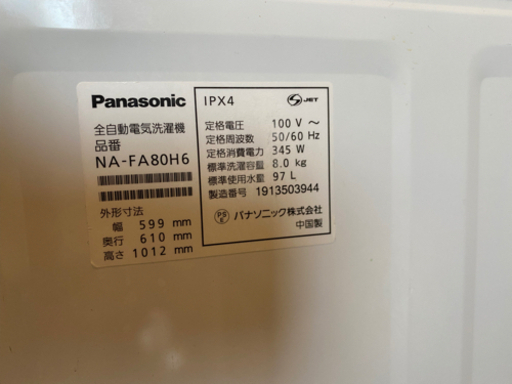 Panasonic
全自動電気洗濯機
品番
NA-FA80H6
外形寸法
幅 599 mm
奥行 610 mm
高さ 1012 mm
IPX4
S JET
定格電圧 100 V ～
定格周波数 50/60 Hz
定格消費電力 345 W
標準洗濯容量 8.0 kg
標準使用水量 97 L
製造番号 1913503944
PS E パナソニック株式会社
中国製